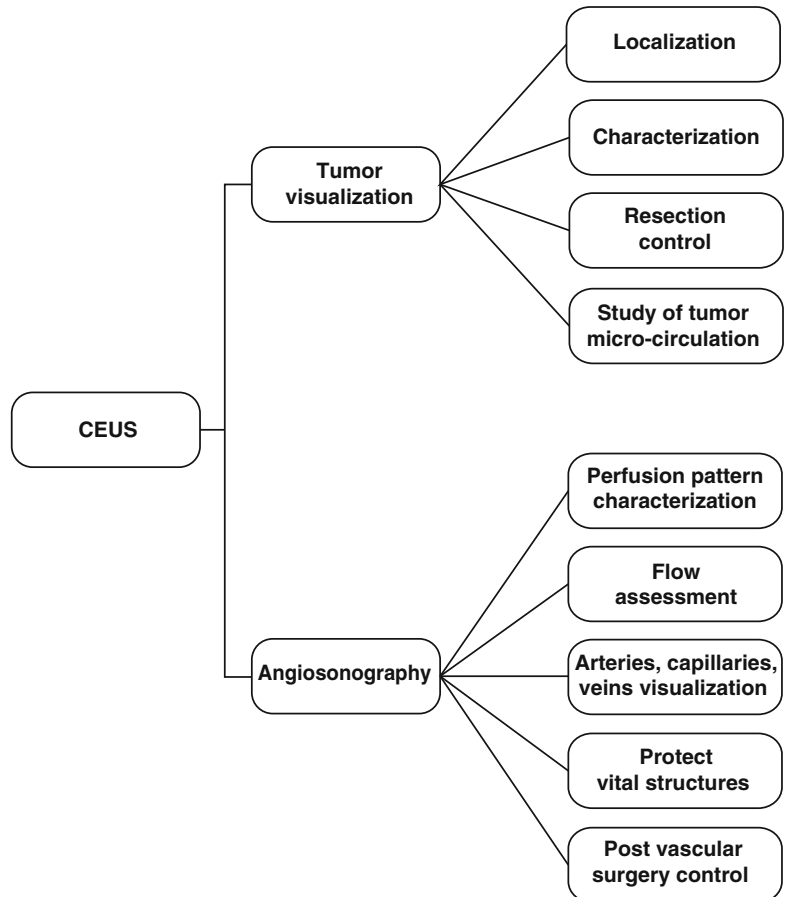 Localization
Characterization
Tumor
visualization
Resection
control
Study of tumor
micro-circulation
CEUS
Perfusion pattern
characterization
Flow
assessment
Angiosonography
Arteries, capillaries,
veins visualization
Protect
vital structures
Post vascular
surgery control